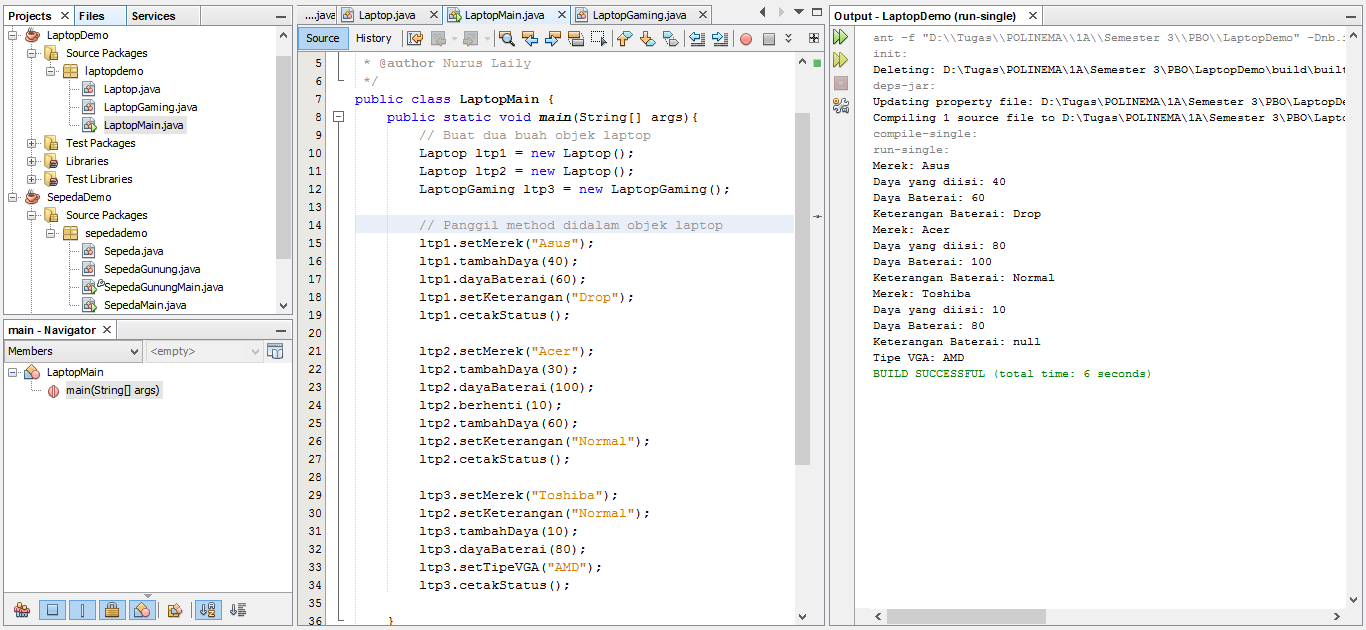 Projects
Files
Services
LaptopDemo
Source Packages
laptopdemo
Laptop.java
LaptopGaming.java
LaptopMain.java
Test Packages
Libraries
Test Libraries
SepedaDemo
Source Packages
sepedademo
Sepeda.java
SepedaGunung.java
SepedaGunungMain.java
SepedaMain.java
main - Navigator
Members
<empty>
LaptopMain
main(String[] args)
...java
Laptop.java
LaptopMain.java
LaptopGaming.java
Source
History
5 * @author Nurus Laily
6 */
7 public class LaptopMain {
8 public static void main(String[] args){
9 // Buat dua buah objek laptop
10 Laptop ltp1 = new Laptop();
11 Laptop ltp2 = new Laptop();
12 LaptopGaming ltp3 = new LaptopGaming();
13
14 // Panggil method didalam objek laptop
15 ltp1.setMerek("Asus");
16 ltp1.tambahDaya(40);
17 ltp1.dayaBaterai(60);
18 ltp1.setKeterangan("Drop");
19 ltp1.cetakStatus();
20
21 ltp2.setMerek("Acer");
22 ltp2.tambahDaya(30);
23 ltp2.dayaBaterai(100);
24 ltp2.berhenti(10);
25 ltp2.tambahDaya(60);
26 ltp2.setKeterangan("Normal");
27 ltp2.cetakStatus();
28
29 ltp3.setMerek("Toshiba");
30 ltp2.setKeterangan("Normal");
31 ltp3.tambahDaya(10);
32 ltp3.dayaBaterai(80);
33 ltp3.setTipeVGA("AMD");
34 ltp3.cetakStatus();
35
36 }
Output - LaptopDemo (run-single)
ant -f "D:\\Tugas\\POLINEMA\\1A\\Semester 3\\PBO\\LaptopDemo" -Dnb.
init:
Deleting: D:\Tugas\POLINEMA\1A\Semester 3\PBO\LaptopDemo\build\built
deps-jar:
Updating property file: D:\Tugas\POLINEMA\1A\Semester 3\PBO\LaptopDe
Compiling 1 source file to D:\Tugas\POLINEMA\1A\Semester 3\PBO\Lapto
compile-single:
run-single:
Merek: Asus
Daya yang diisi: 40
Daya Baterai: 60
Keterangan Baterai: Drop
Merek: Acer
Daya yang diisi: 80
Daya Baterai: 100
Keterangan Baterai: Normal
Merek: Toshiba
Daya yang diisi: 10
Daya Baterai: 80
Keterangan Baterai: null
Tipe VGA: AMD
BUILD SUCCESSFUL (total time: 6 seconds)